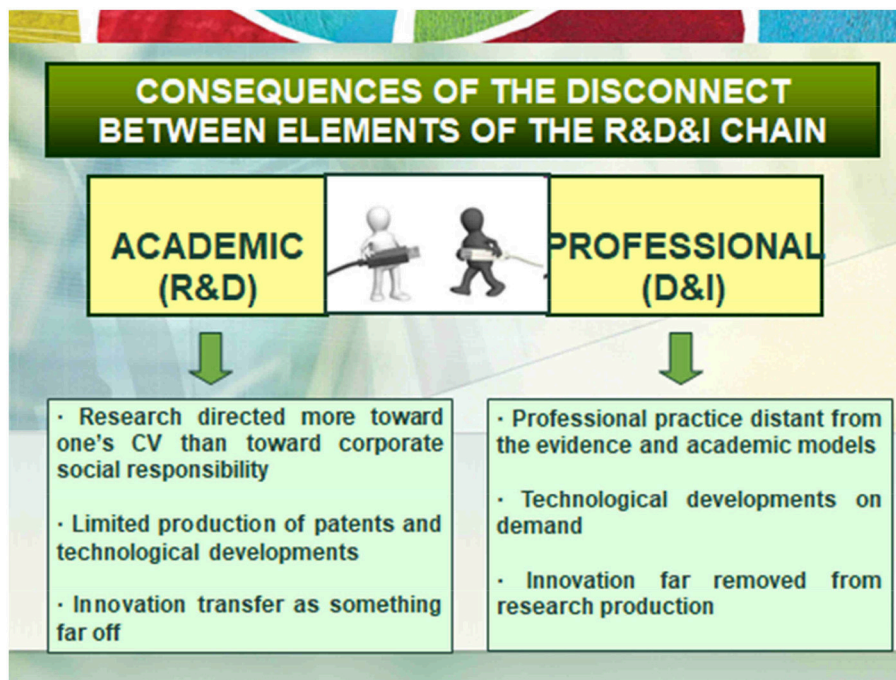 CONSEQUENCES OF THE DISCONNECT
BETWEEN ELEMENTS OF THE R&D&I CHAIN
ACADEMIC
(R&D)
PROFESSIONAL
(D&I)
· Research directed more toward
one's CV than toward corporate
social responsibility
· Limited production of patents and
technological developments
· Innovation transfer as something
far off
· Professional practice distant from
the evidence and academic models
· Technological developments on
demand
· Innovation far removed from
research production